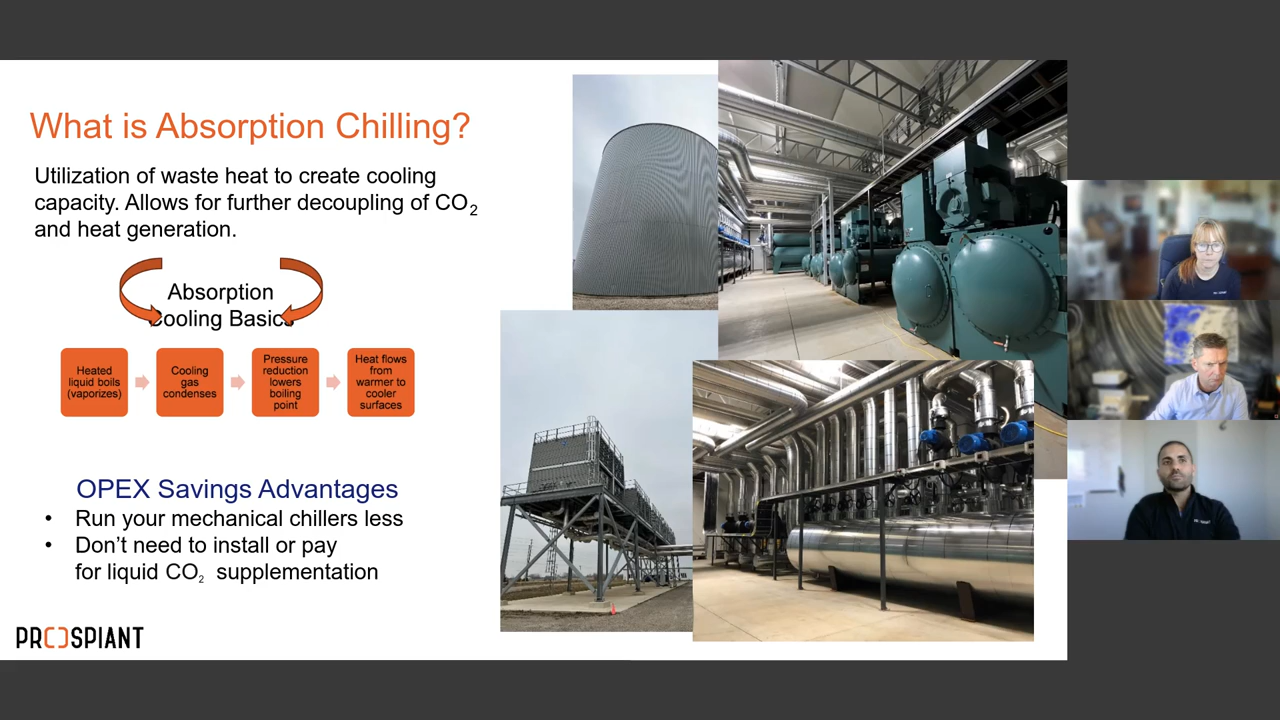 What is Absorption Chilling?
Utilization of waste heat to create cooling
capacity. Allows for further decoupling of CO₂
and heat generation.
Absorption
Cooling Basics
Heated
liquid boils
(vaporizes)
Cooling
gas
condenses
Pressure
reduction
lowers
boiling
point
Heat flows
from
warmer to
cooler
surfaces
OPEX Savings Advantages
• Run your mechanical chillers less
• Don’t need to install or pay
for liquid CO₂ supplementation
PROSPIANT